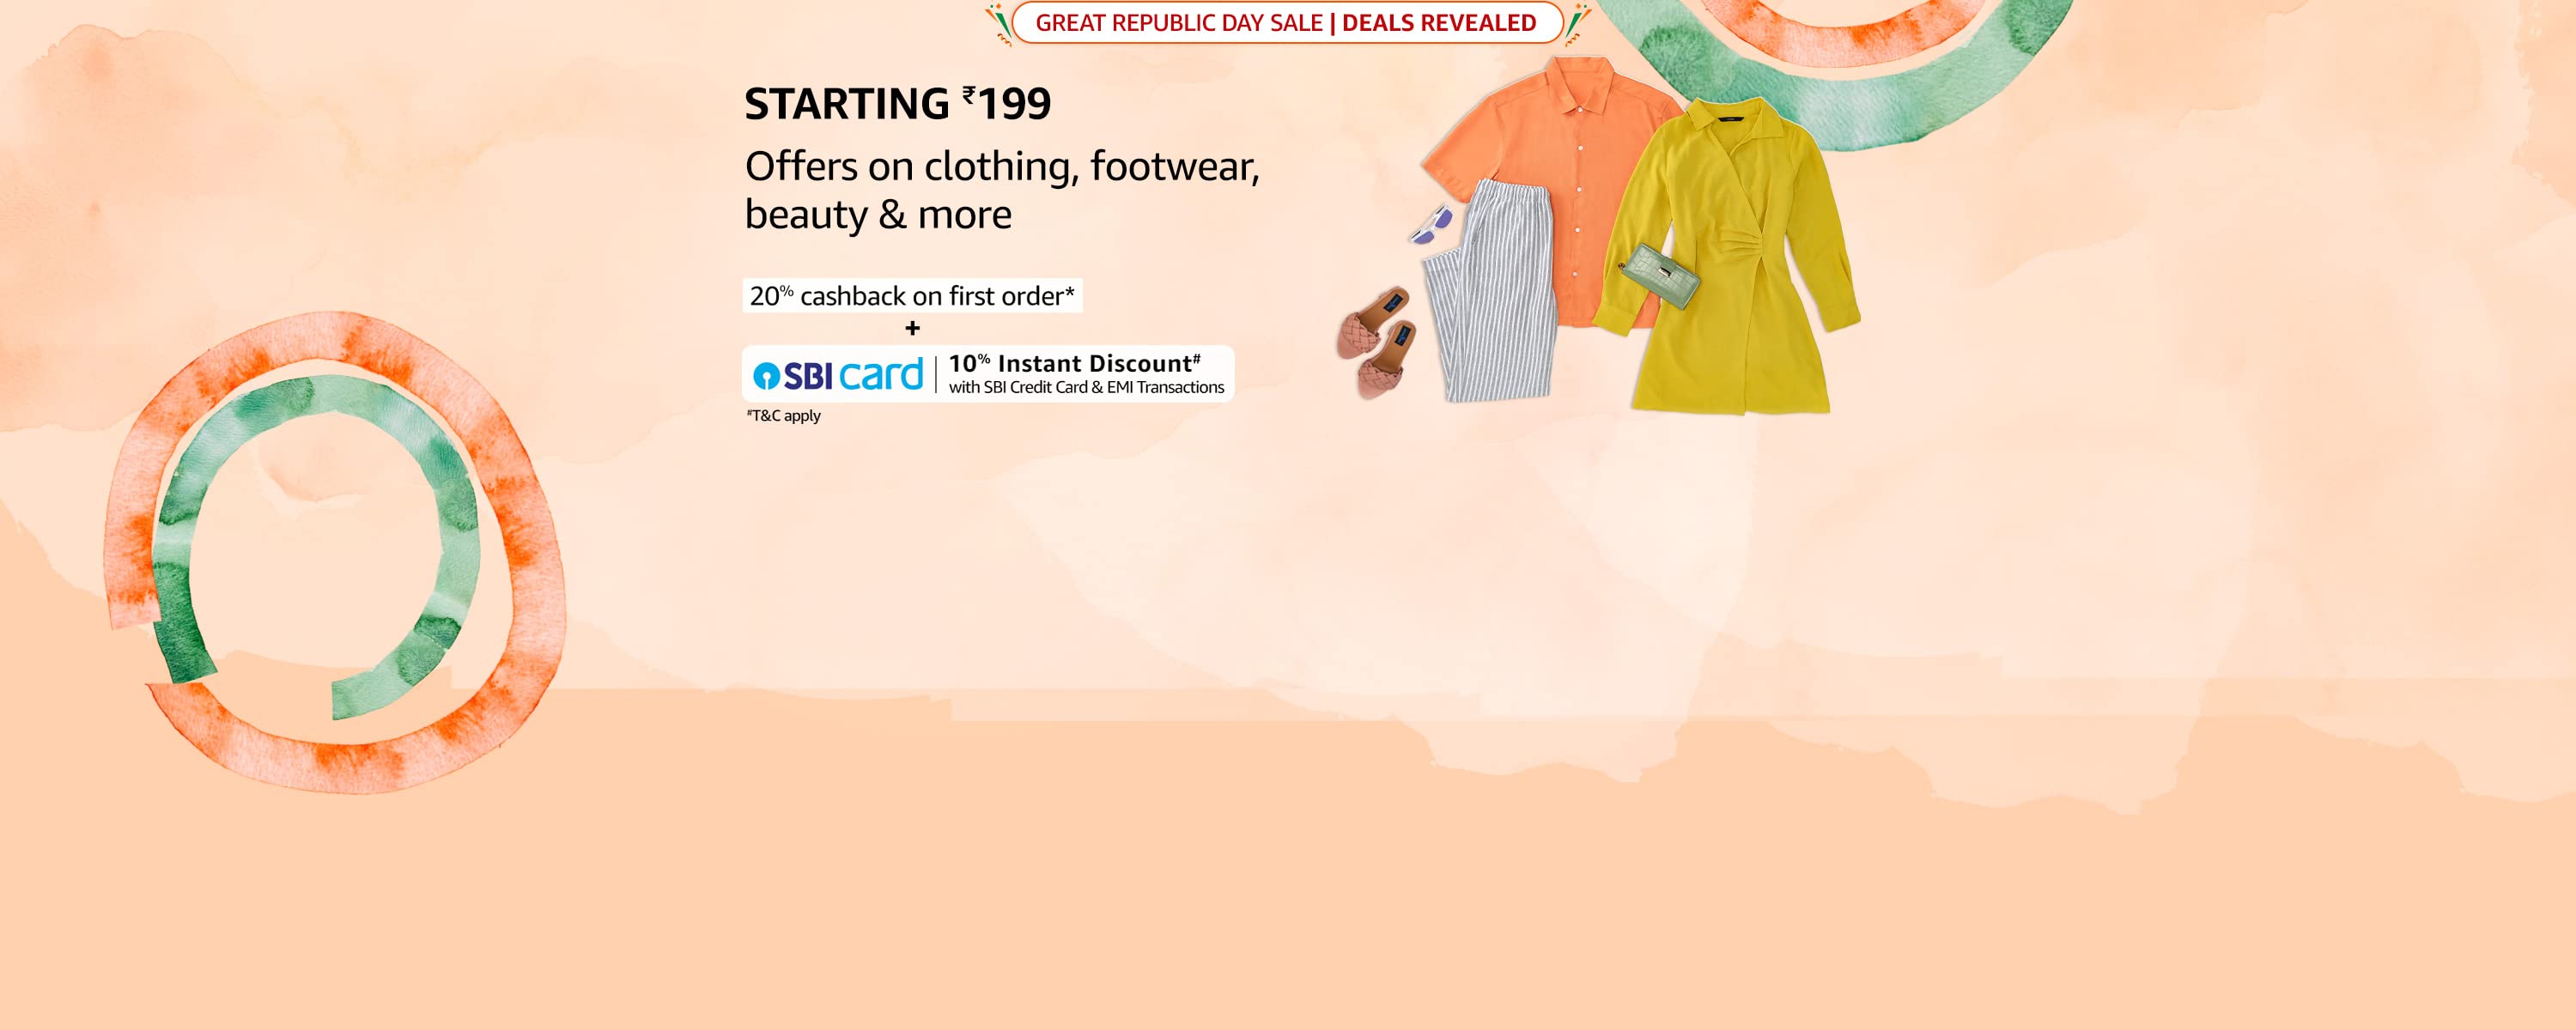 GREAT REPUBLIC DAY SALE | DEALS REVEALED
STARTING ₹199
Offers on clothing, footwear,
beauty & more
20% cashback on first order*
+
SBI card | 10% Instant Discount#
with SBI Credit Card & EMI Transactions
#T&C apply